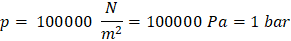 p = 100000 N/m² = 100000 Pa = 1 bar